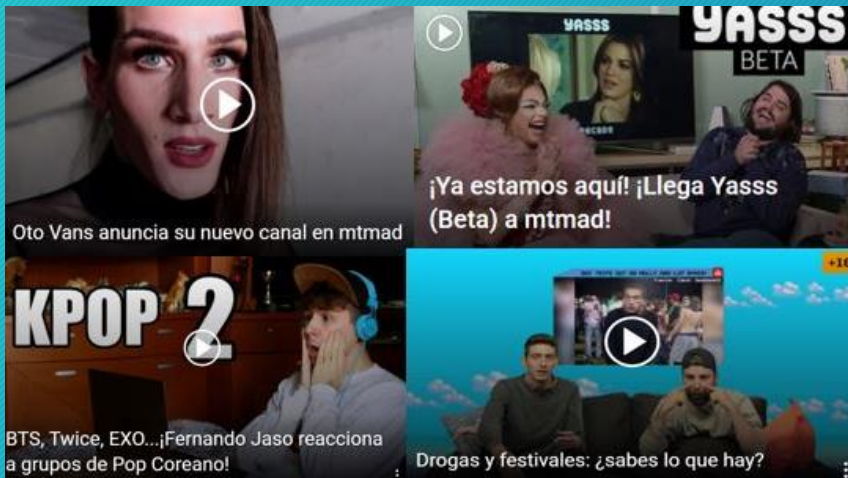 YASSS
YASSS
BETA
¡Ya estamos aquí! ¡Llega Yasss
(Beta) a mtmad!
Oto Vans anuncia su nuevo canal en mtmad
KPOP 2
BTS, Twice, EXO...¡Fernando Jaso reacciona
a grupos de Pop Coreano!
Drogas y festivales: ¿sabes lo que hay?